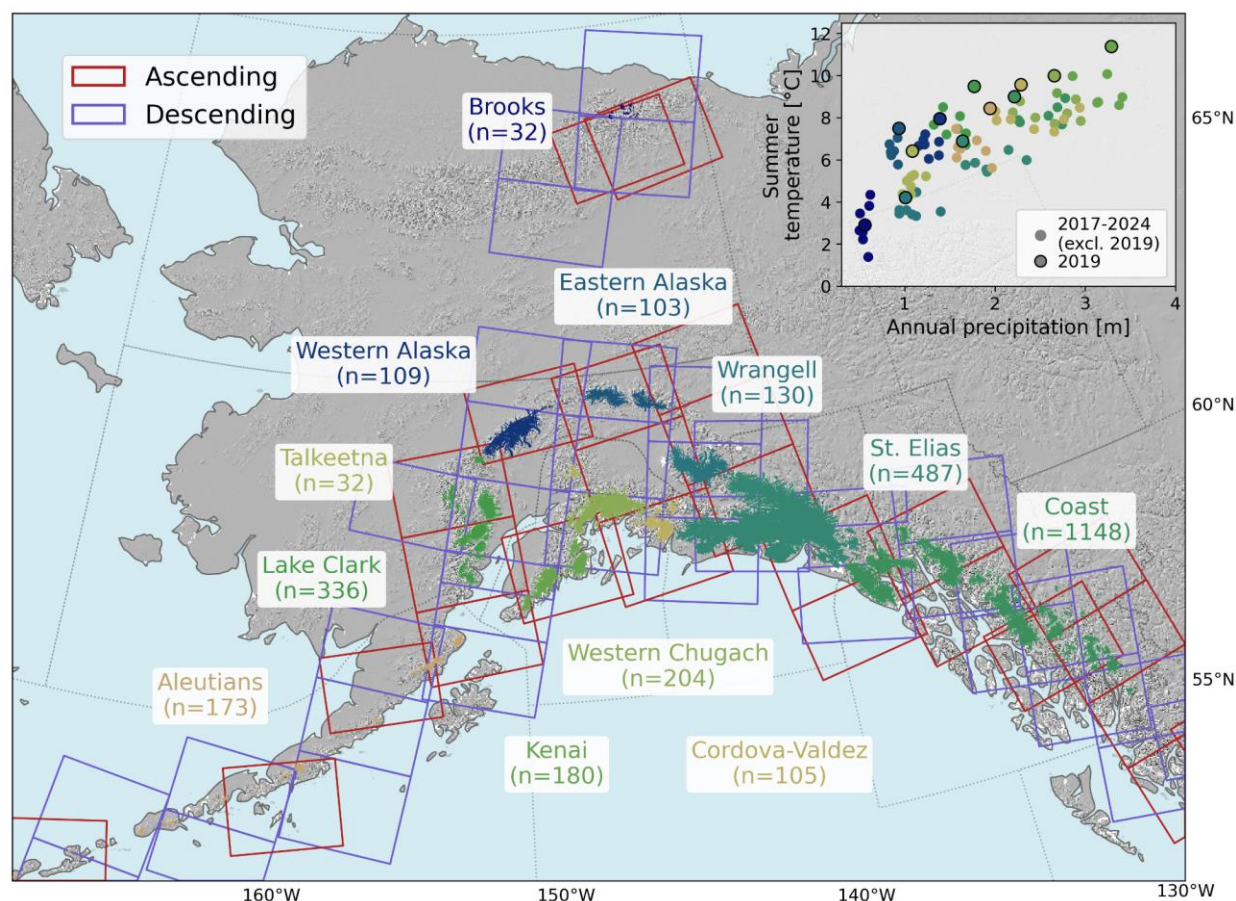 Ascending
Descending
Brooks
(n=32)
Eastern Alaska
(n=103)
Western Alaska
(n=109)
Wrangell
(n=130)
Talkeetna
(n=32)
St. Elias
(n=487)
Coast
(n=1148)
Lake Clark
(n=336)
Western Chugach
(n=204)
Aleutians
(n=173)
Kenai
(n=180)
Cordova-Valdez
(n=105)
Summer
temperature [°C]
12
10
8
6
4
2
0
1
2
3
4
Annual precipitation [m]
2017-2024
(excl. 2019)
2019
65°N
60°N
55°N
160°W
150°W
140°W
130°W